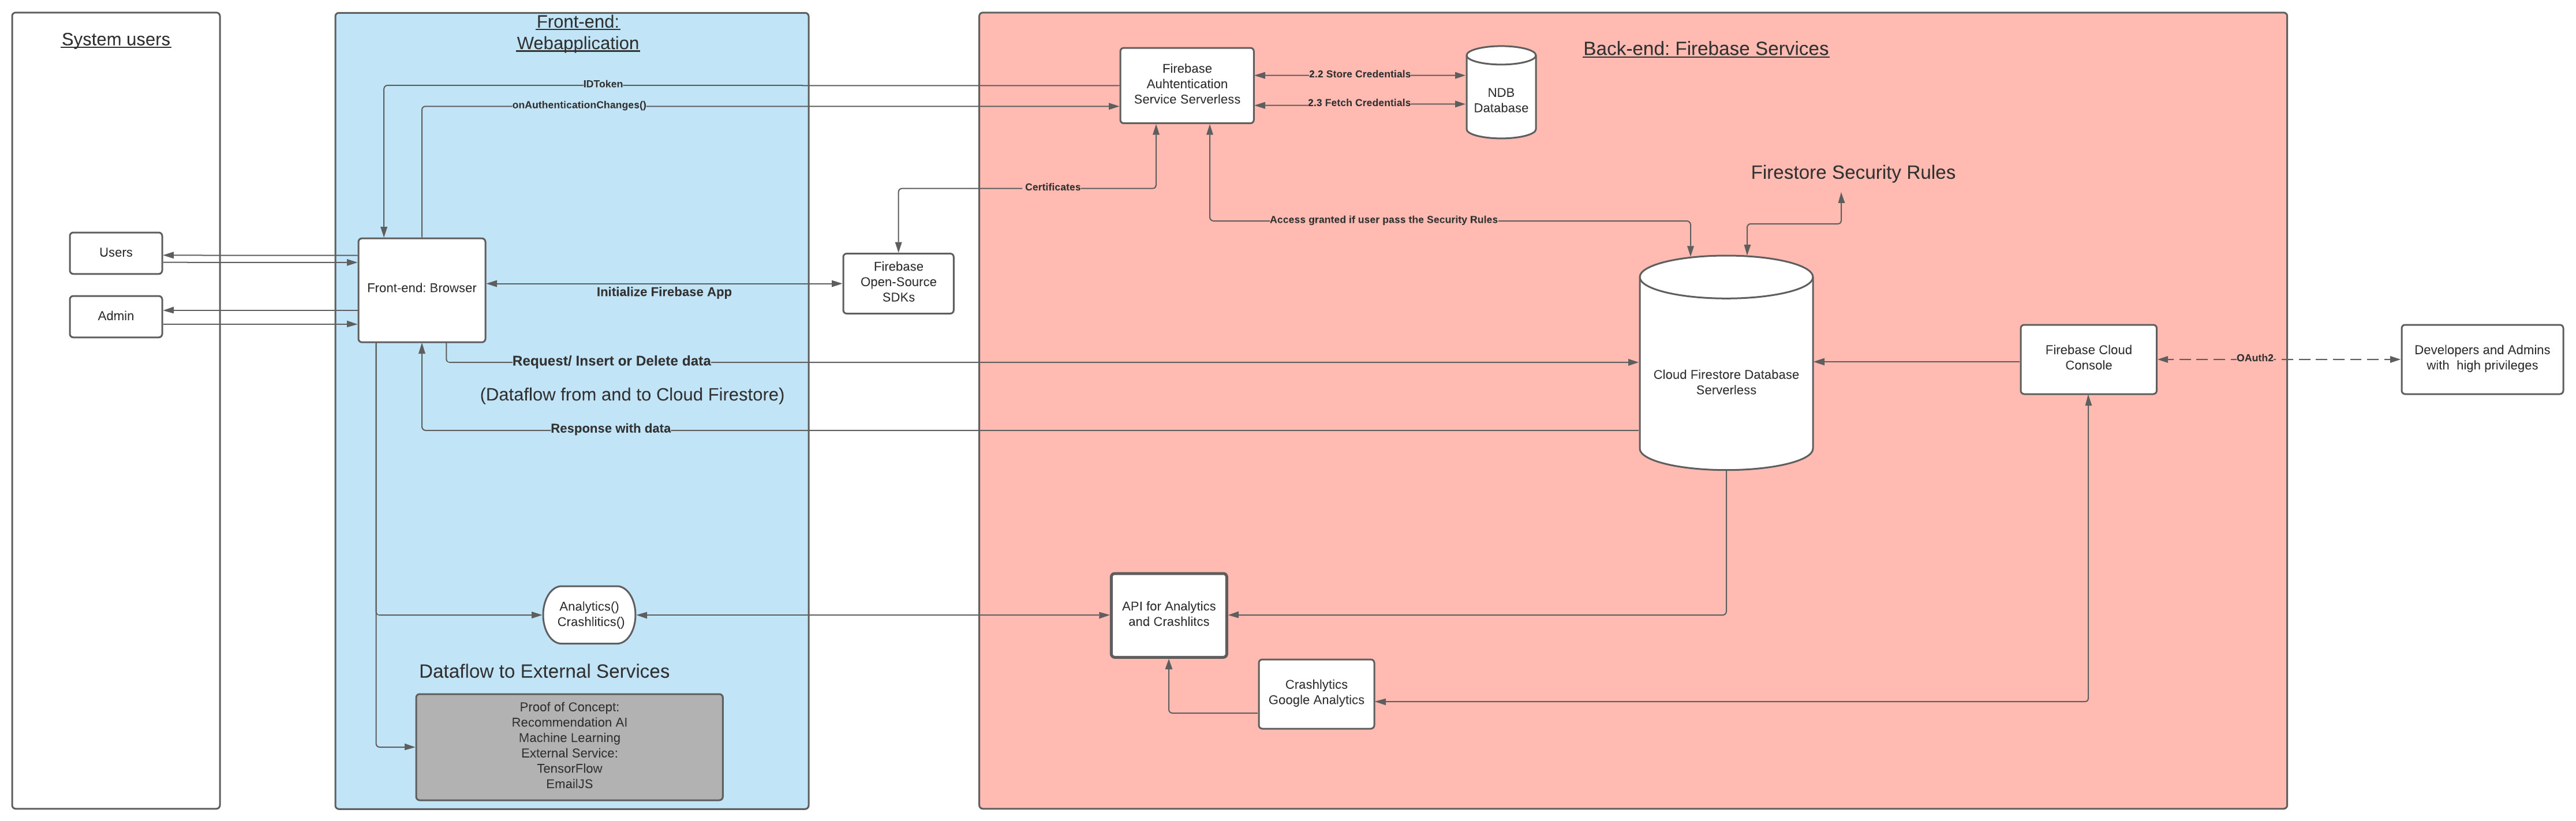 System users
Users
Admin
Front-end:
Webapplication
IDToken
onAuthenticationChanges()
Front-end: Browser
Initialize Firebase App
Request/ Insert or Delete data
(Dataflow from and to Cloud Firestore)
Response with data
Analytics()
Crashlitics()
Dataflow to External Services
Proof of Concept:
Recommendation AI
Machine Learning
External Service:
TensorFlow
EmailJS
Firebase
Open-Source
SDKs
Back-end: Firebase Services
Firebase
Auhtentication
Service Serverless
2.2 Store Credentials
2.3 Fetch Credentials
NDB
Database
Certificates
Access granted if user pass the Security Rules
Firestore Security Rules
Cloud Firestore Database
Serverless
Firebase Cloud
Console
API for Analytics
and Crashlitcs
Crashlytics
Google Analytics
OAuth2
Developers and Admins
with high privileges